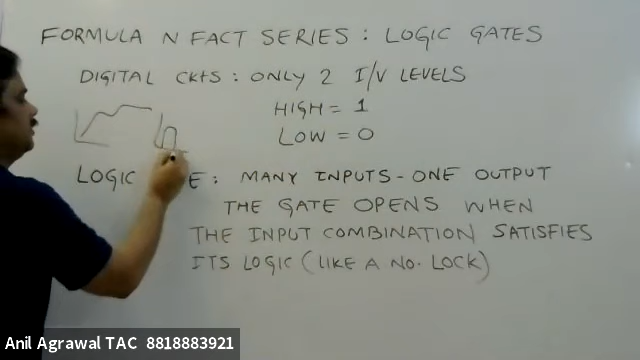 FORMULA N FACT SERIES : LOGIC GATES
DIGITAL CKTS : ONLY 2 I/V LEVELS
HIGH = 1
LOW = 0
LOGIC E : MANY INPUTS - ONE OUTPUT
THE GATE OPENS WHEN
THE INPUT COMBINATION SATISFIES
ITS LOGIC (LIKE A NO. LOCK)
Anil Agrawal TAC 8818883921